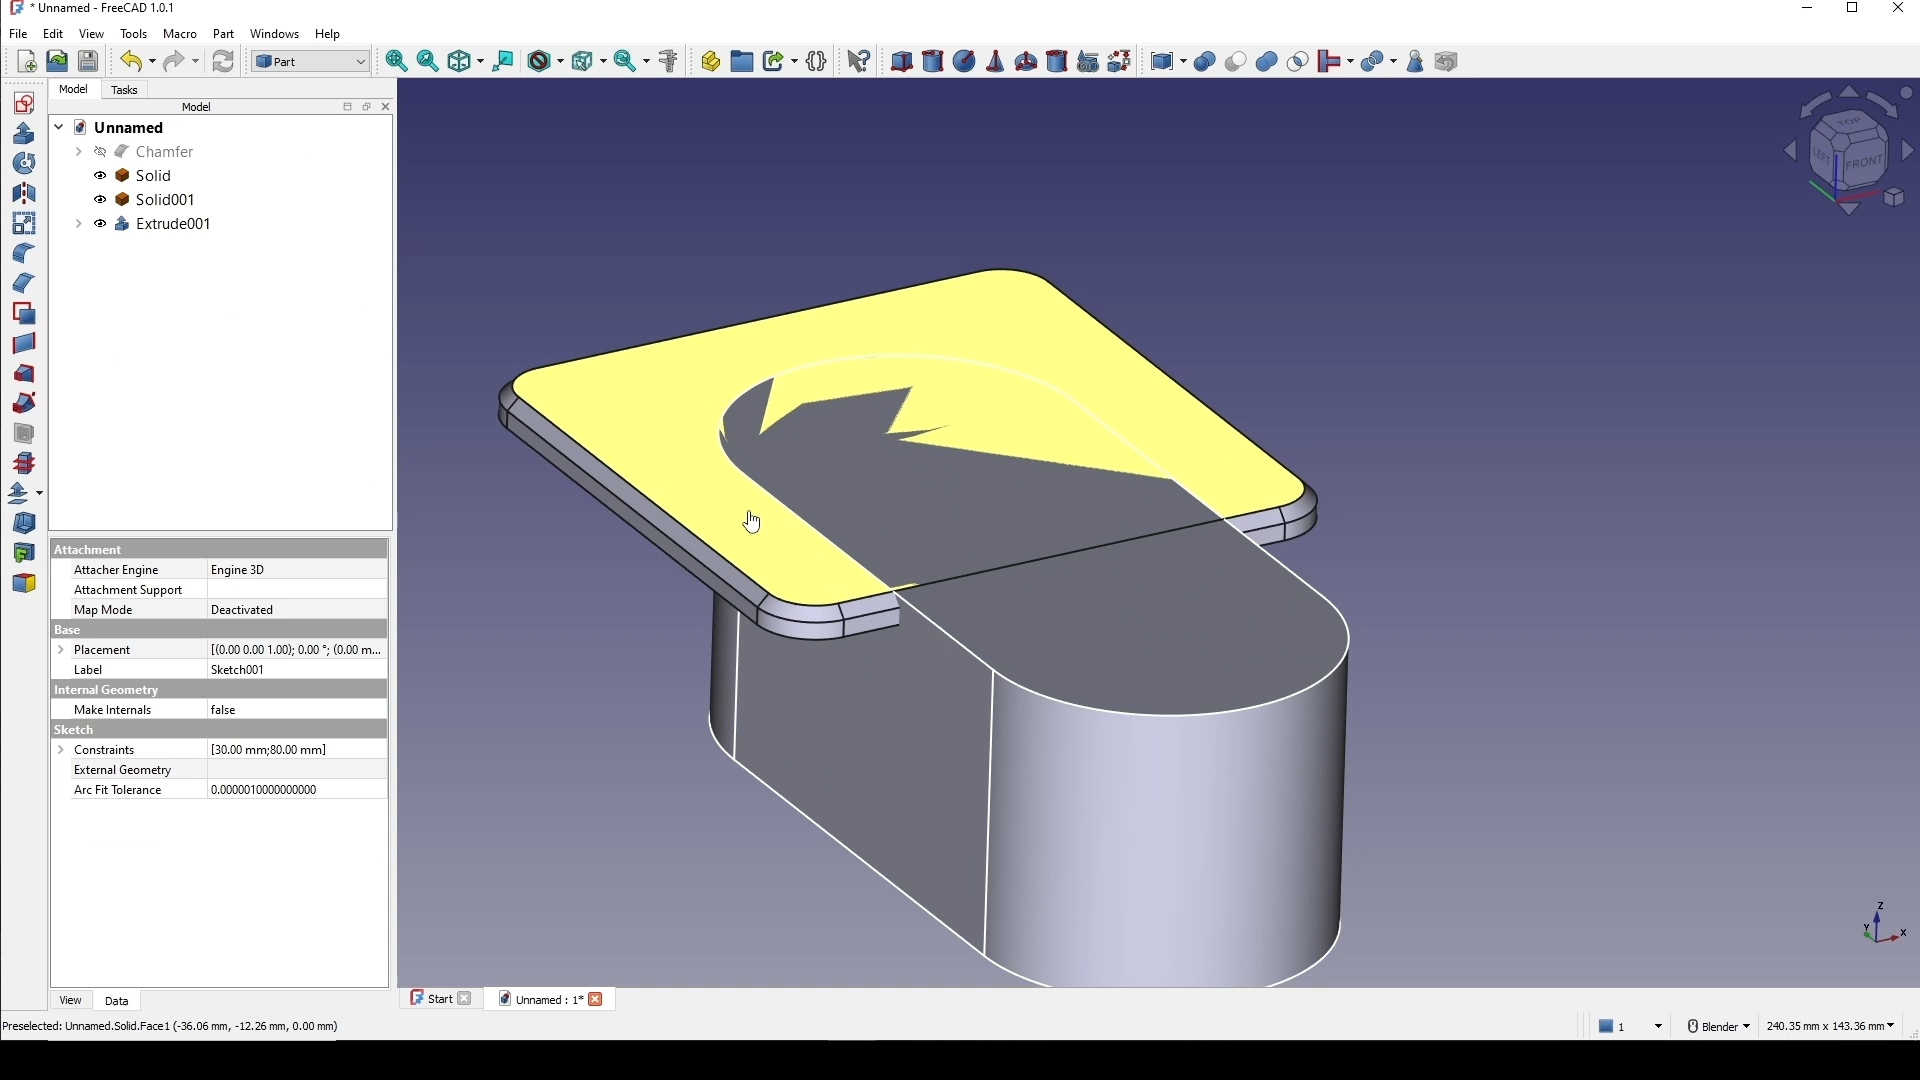 * Unnamed - FreeCAD 1.0.1
File Edit View Tools Macro Part Windows Help
Part
Model Tasks
Model
Unnamed
Chamfer
Solid
Solid001
Extrude001
TOP
LEFT FRONT
Attachment
Attacher Engine Engine 3D
Attachment Support
Map Mode Deactivated
Base
Placement [(0.00 0.00 1.00); 0.00 °; (0.00 m...
Label Sketch001
Internal Geometry
Make Internals false
Sketch
Constraints [30.00 mm;80.00 mm]
External Geometry
Arc Fit Tolerance 0.0000010000000000
Z
Y X
View Data
Start Unnamed : 1*
Preselected: Unnamed.Solid.Face1 (-36.06 mm, -12.26 mm, 0.00 mm)
1 Blender 240.35 mm x 143.36 mm